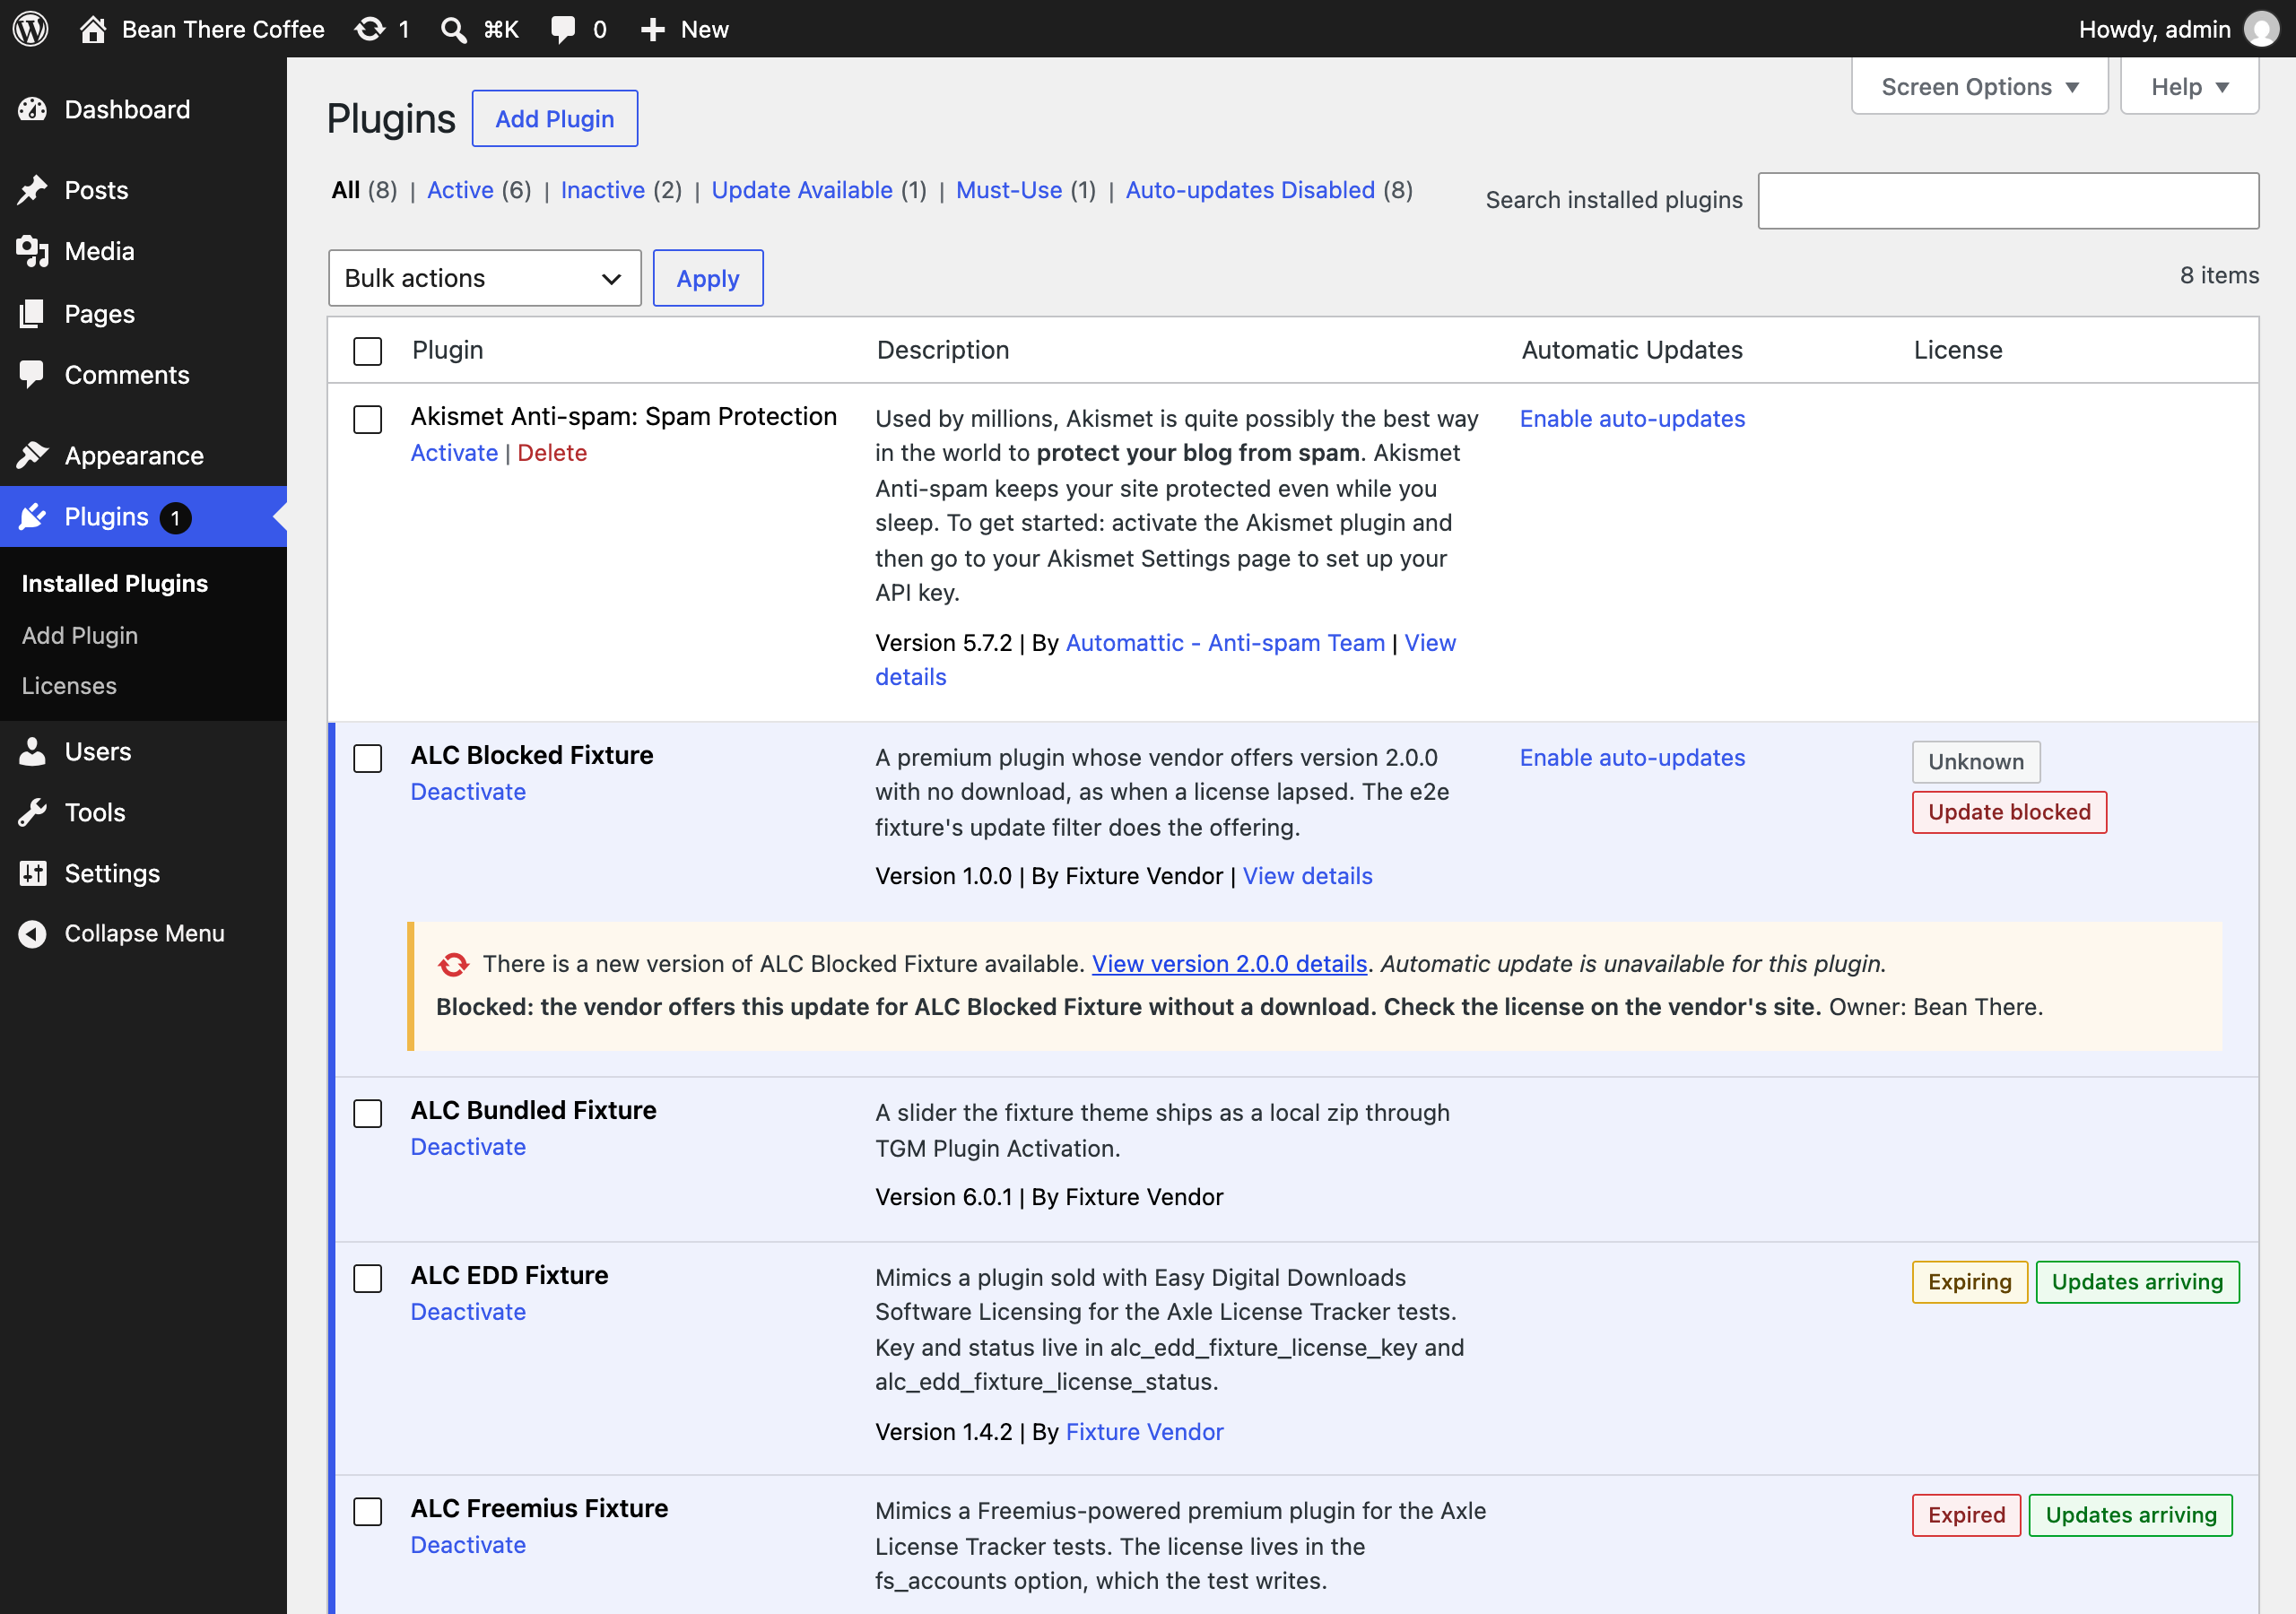 Bean There Coffee 1 ⌘K 0 New Howdy, admin
Dashboard
Posts
Media
Pages
Comments
Appearance
Plugins 1
Installed Plugins
Add Plugin
Licenses
Users
Tools
Settings
Collapse Menu
Screen Options ▼ Help ▼
Plugins Add Plugin
All (8) | Active (6) | Inactive (2) | Update Available (1) | Must-Use (1) | Auto-updates Disabled (8)
Search installed plugins
Bulk actions Apply
8 items
Plugin Description Automatic Updates License
Akismet Anti-spam: Spam Protection
Activate | Delete
Used by millions, Akismet is quite possibly the best way
in the world to protect your blog from spam. Akismet
Anti-spam keeps your site protected even while you
sleep. To get started: activate the Akismet plugin and
then go to your Akismet Settings page to set up your
API key.
Version 5.7.2 | By Automattic - Anti-spam Team | View
details
Enable auto-updates
ALC Blocked Fixture
Deactivate
A premium plugin whose vendor offers version 2.0.0
with no download, as when a license lapsed. The e2e
fixture's update filter does the offering.
Version 1.0.0 | By Fixture Vendor | View details
Enable auto-updates
Unknown
Update blocked
There is a new version of ALC Blocked Fixture available. View version 2.0.0 details. Automatic update is unavailable for this plugin.
Blocked: the vendor offers this update for ALC Blocked Fixture without a download. Check the license on the vendor's site. Owner: Bean There.
ALC Bundled Fixture
Deactivate
A slider the fixture theme ships as a local zip through
TGM Plugin Activation.
Version 6.0.1 | By Fixture Vendor
ALC EDD Fixture
Deactivate
Mimics a plugin sold with Easy Digital Downloads
Software Licensing for the Axle License Tracker tests.
Key and status live in alc_edd_fixture_license_key and
alc_edd_fixture_license_status.
Version 1.4.2 | By Fixture Vendor
Expiring Updates arriving
ALC Freemius Fixture
Deactivate
Mimics a Freemius-powered premium plugin for the Axle
License Tracker tests. The license lives in the
fs_accounts option, which the test writes.
Expired Updates arriving